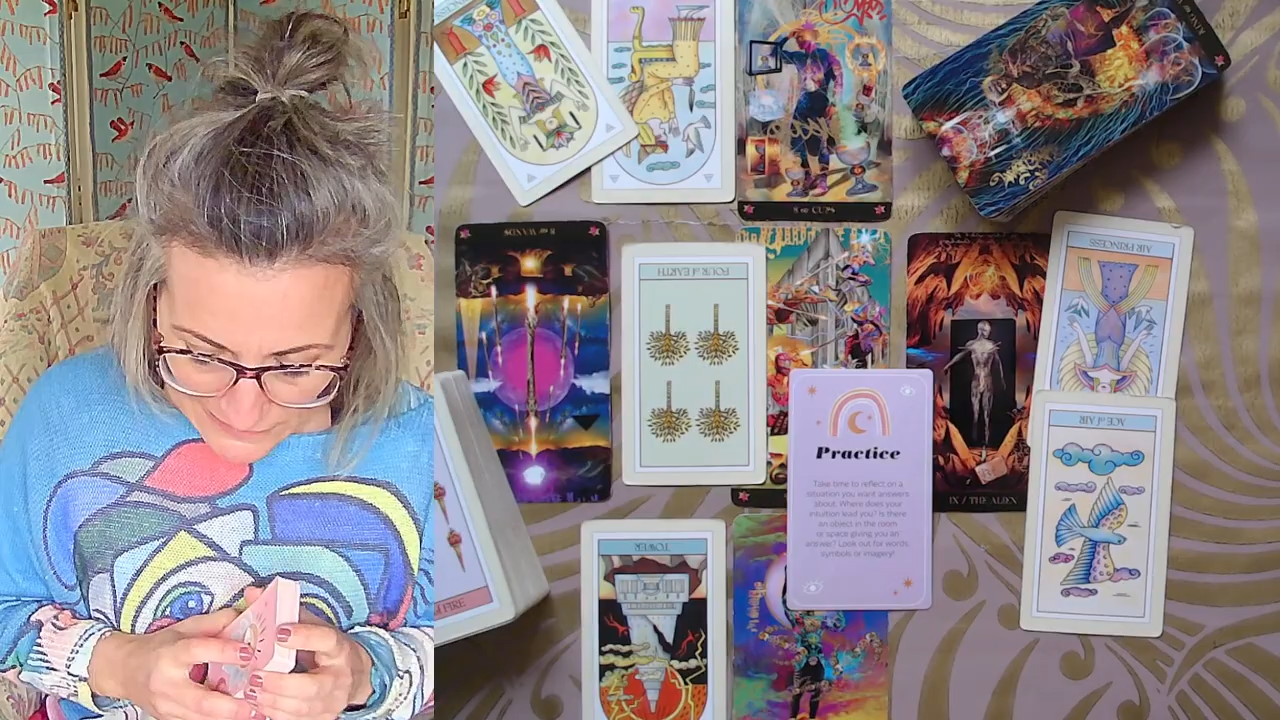 OF CUPS
8 OF WANDS
FOUR of EARTH
AIR PRINCESS
Practice
Take time to reflect on a
situation you want answers
about. Where does your
intuition lead you? Is there
an object in the room
or space giving you an
answer? Look out for words,
symbols or imagery!
IX / THE ALIEN
ACE of AIR
TOWER